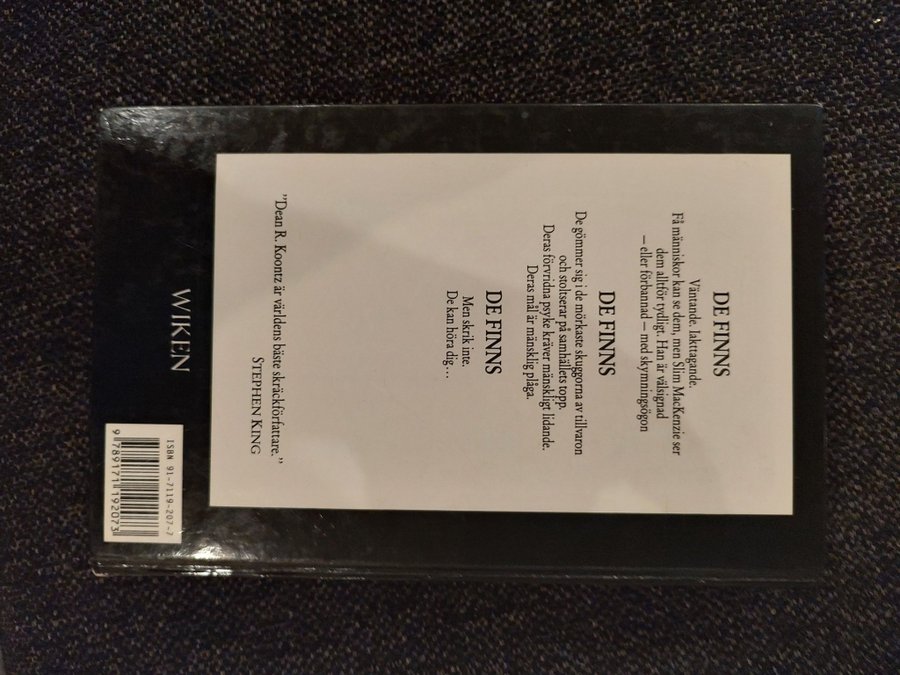 DE FINNS
Väntande. Iakttagande.
Få människor kan se dem, men Slim MacKenzie ser
dem alltför tydligt. Han är välsignad
– eller förbannad – med skymningsögon
DE FINNS
De gömmer sig i de mörkaste skuggorna av tillvaron
och stoltserar på samhällets topp.
Deras förvridna psyke kräver mänskligt lidande.
Deras mål är mänsklig plåga.
DE FINNS
Men skrik inte.
De kan höra dig...
”Dean R. Koontz är världens bäste skräckförfattare.”
STEPHEN KING
WIKEN
ISBN 91-7119-207-7
9 789171 192073